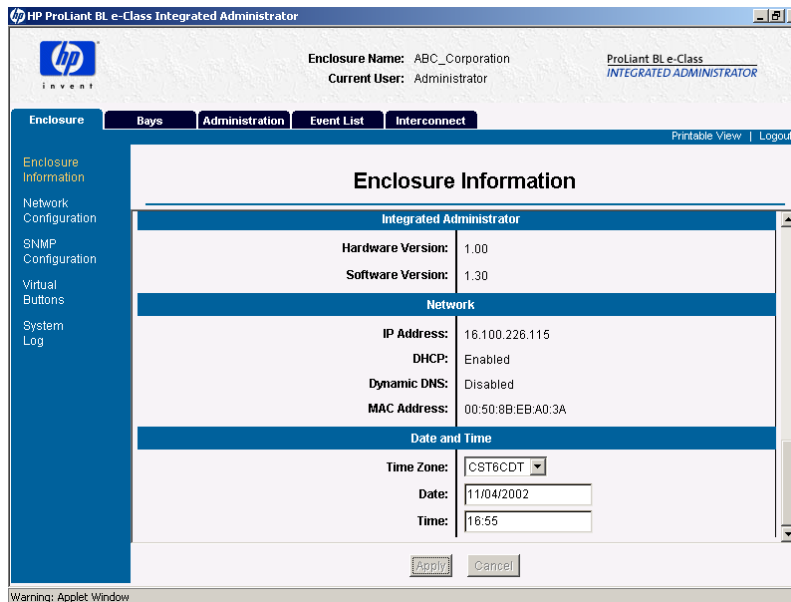 HP ProLiant BL e-Class Integrated Administrator
hp
invent
Enclosure Name: ABC_Corporation
Current User: Administrator
ProLiant BL e-Class
INTEGRATED ADMINISTRATOR
Enclosure Bays Administration Event List Interconnect
Printable View | Logout
Enclosure
Information
Network
Configuration
SNMP
Configuration
Virtual
Buttons
System
Log
Enclosure Information
Integrated Administrator
Hardware Version: 1.00
Software Version: 1.30
Network
IP Address: 16.100.226.115
DHCP: Enabled
Dynamic DNS: Disabled
MAC Address: 00:50:8B:EB:A0:3A
Date and Time
Time Zone: CST6CDT
Date: 11/04/2002
Time: 16:55
Apply Cancel
Warning: Applet Window